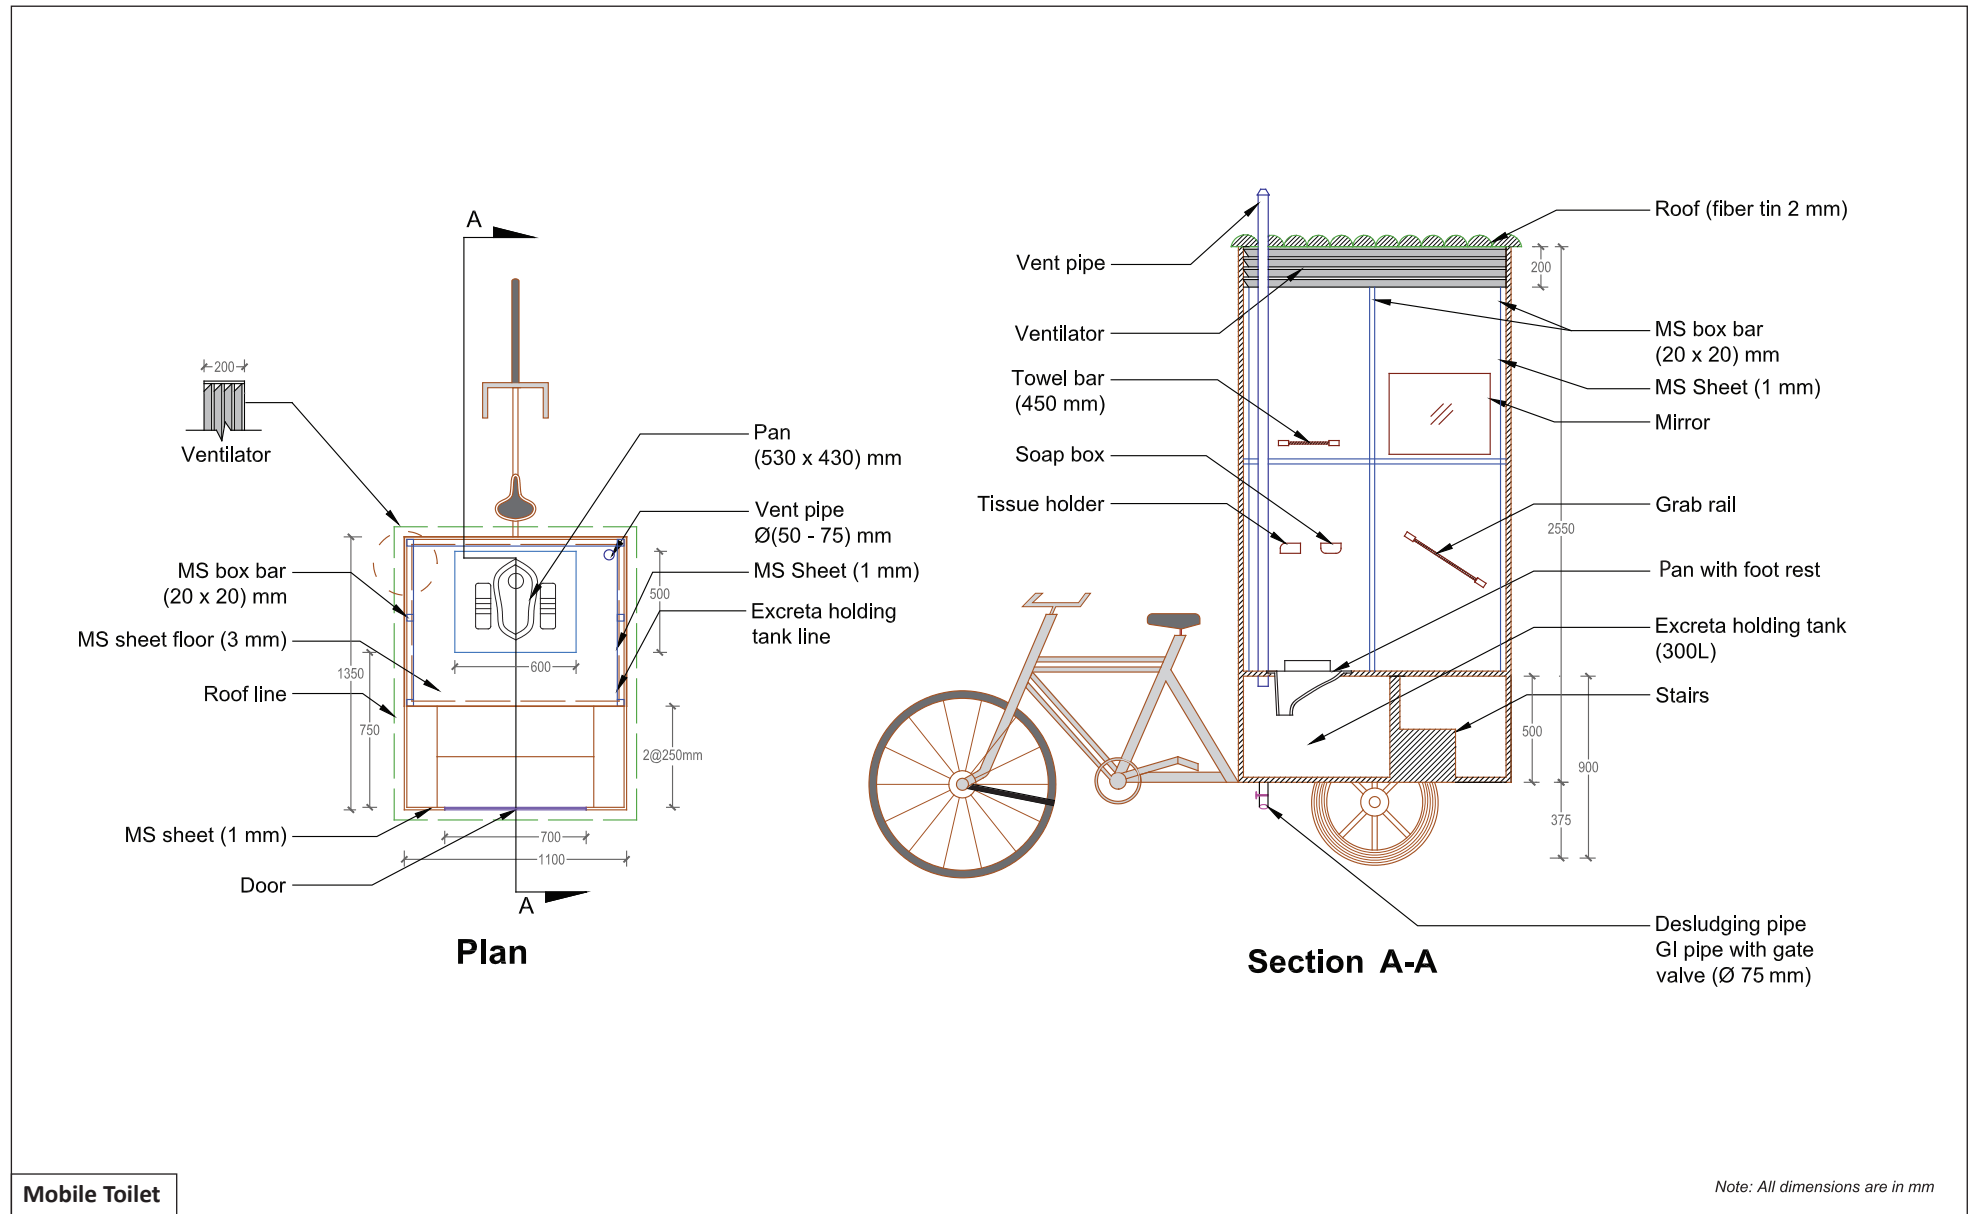 A
200
Ventilator
Pan
(530 x 430) mm
Vent pipe
Ø(50 - 75) mm
MS box bar
(20 x 20) mm
MS Sheet (1 mm)
500
Excreta holding
tank line
MS sheet floor (3 mm)
600
1350
Roof line
750
2@250mm
MS sheet (1 mm)
700
1100
Door
A
Plan
Roof (fiber tin 2 mm)
Vent pipe
200
Ventilator
MS box bar
(20 x 20) mm
Towel bar
(450 mm)
MS Sheet (1 mm)
Mirror
Soap box
Tissue holder
Grab rail
2550
Pan with foot rest
Excreta holding tank
(300L)
Stairs
500
900
375
Desludging pipe
GI pipe with gate
valve (Ø 75 mm)
Section A-A
Mobile Toilet
Note: All dimensions are in mm